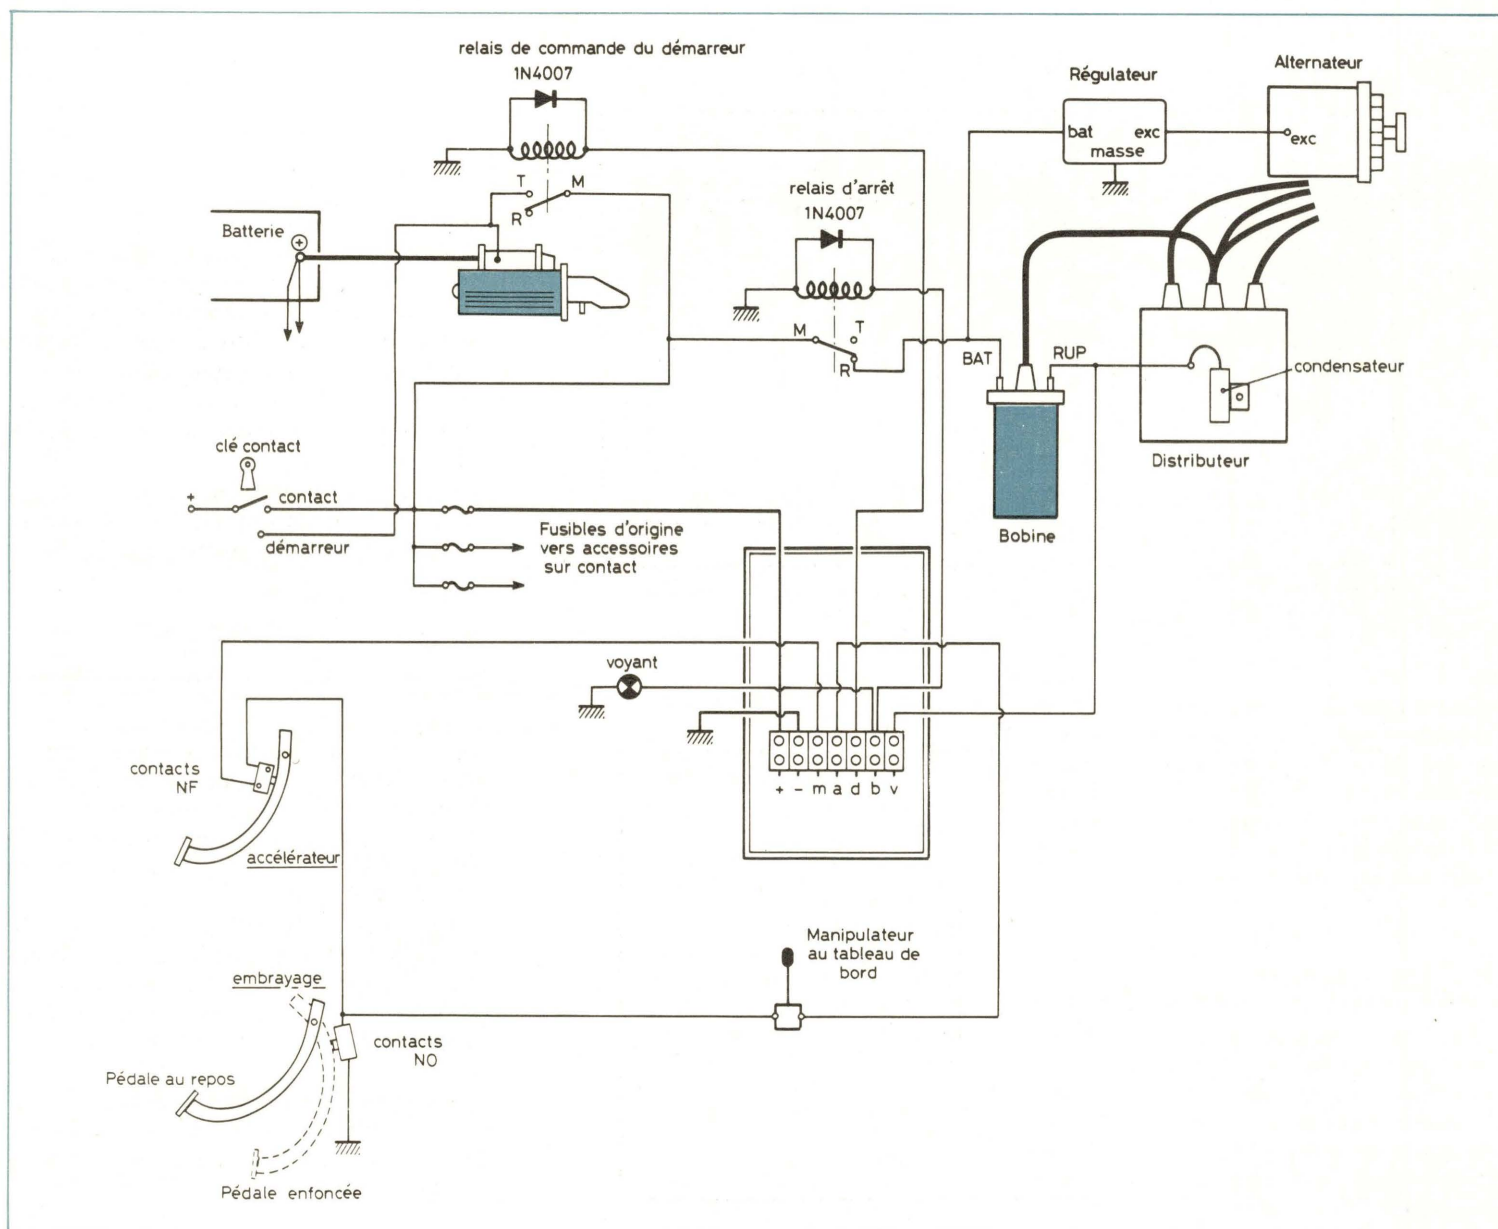 relais de commande du démarreur
1N4007
T
M
R
Batterie
+
relais d'arrêt
1N4007
M
T
R
Régulateur
bat
exc
masse
Alternateur
exc
BAT
RUP
condensateur
Distributeur
Bobine
clé contact
+
contact
démarreur
Fusibles d'origine
vers accessoires
sur contact
voyant
+ - m a d b v
contacts
NF
accélérateur
Manipulateur
au tableau de
bord
embrayage
contacts
NO
Pédale au repos
Pédale enfoncée